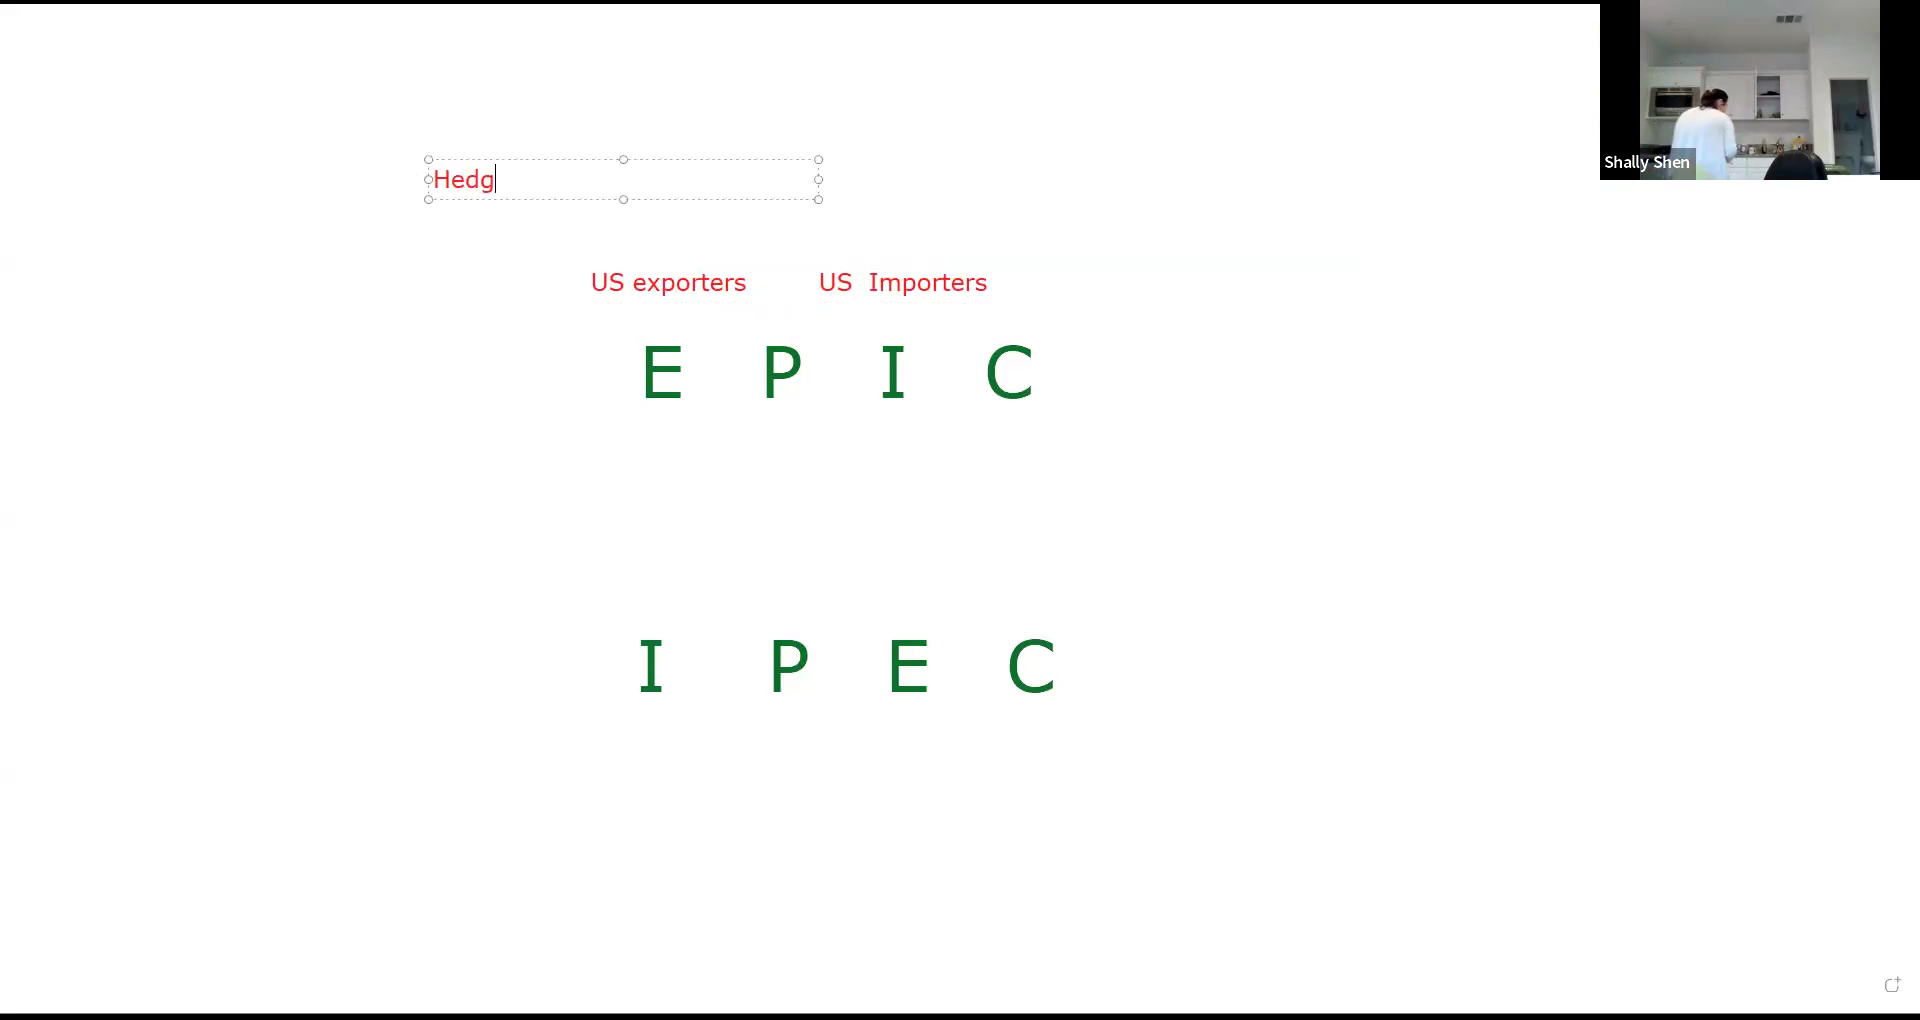 Hedg
Shally Shen
US exporters US Importers
E P I C
I P E C